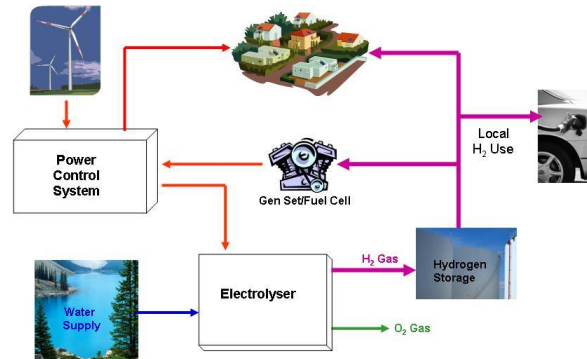 Local
H₂ Use
Power
Control
System
Gen Set/Fuel Cell
H₂ Gas
Hydrogen
Storage
Electrolyser
Water
Supply
O₂ Gas